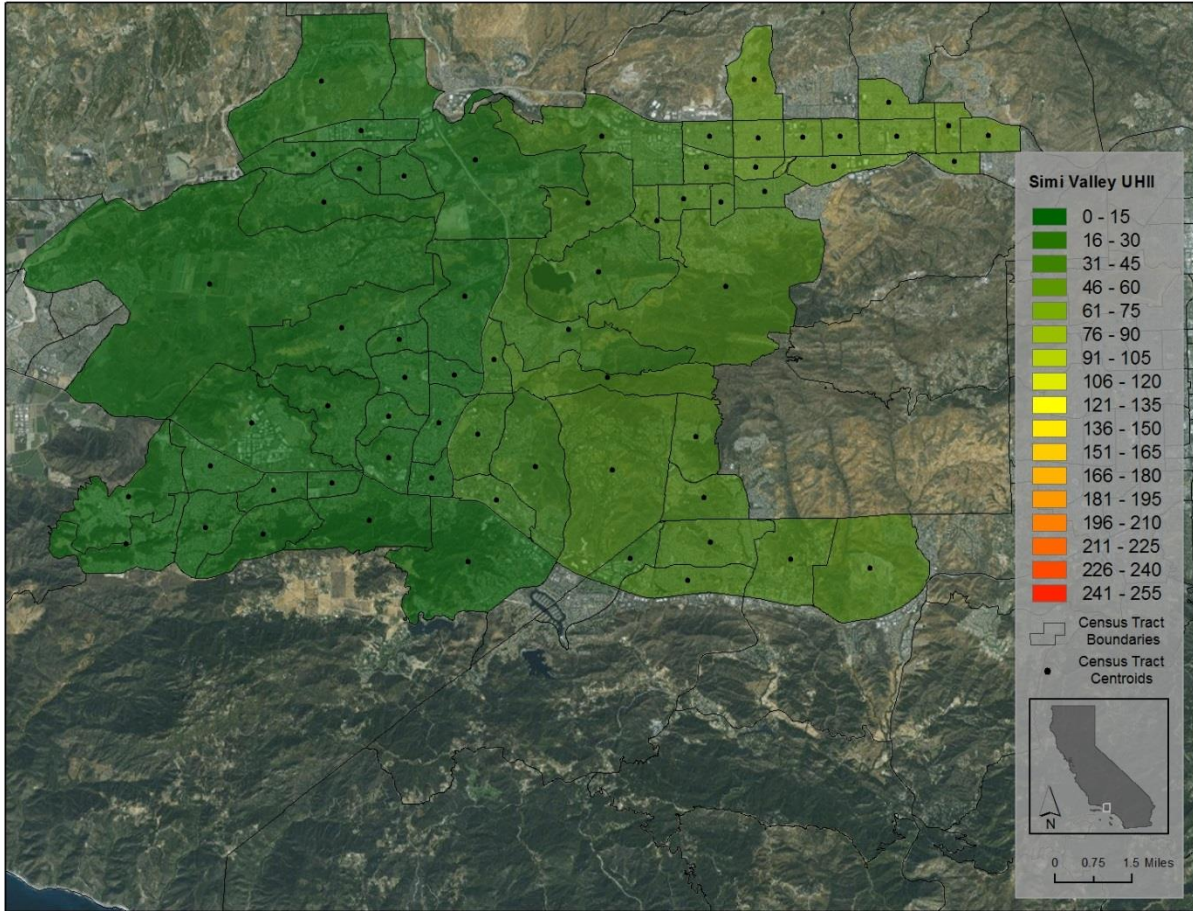 Simi Valley UHII
0 - 15
16 - 30
31 - 45
46 - 60
61 - 75
76 - 90
91 - 105
106 - 120
121 - 135
136 - 150
151 - 165
166 - 180
181 - 195
196 - 210
211 - 225
226 - 240
241 - 255
Census Tract
Boundaries
Census Tract
Centroids
N
0 0.75 1.5 Miles